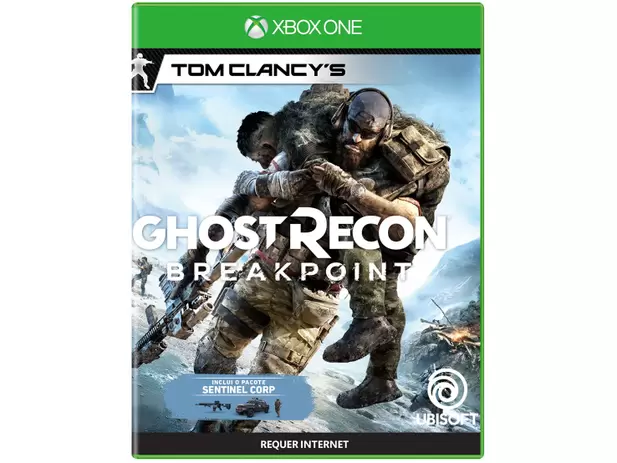 XBOX ONE
TOM CLANCY'S
GHOST RECON
BREAKPOINT
INCLUI O PACOTE
SENTINEL CORP
UBISOFT
REQUER INTERNET